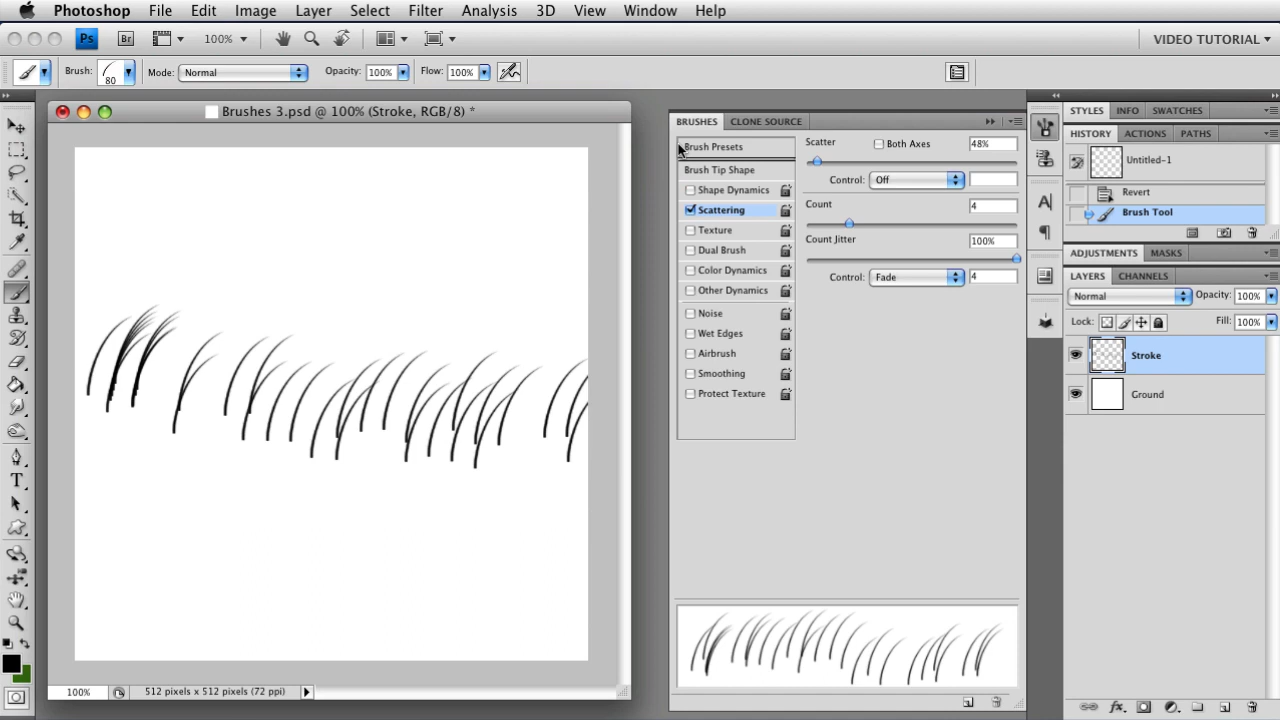 Photoshop File Edit Image Layer Select Filter Analysis 3D View Window Help
Ps Br 100% VIDEO TUTORIAL
Brush: 80 Mode: Normal Opacity: 100% Flow: 100%
Brushes 3.psd @ 100% (Stroke, RGB/8) *
100% 512 pixels x 512 pixels (72 ppi)
BRUSHES CLONE SOURCE
Brush Presets
Brush Tip Shape
Shape Dynamics
Scattering
Texture
Dual Brush
Color Dynamics
Other Dynamics
Noise
Wet Edges
Airbrush
Smoothing
Protect Texture
Scatter Both Axes 48%
Control: Off
Count 4
Count Jitter 100%
Control: Fade 4
STYLES INFO SWATCHES
HISTORY ACTIONS PATHS
Untitled-1
Revert
Brush Tool
ADJUSTMENTS MASKS
LAYERS CHANNELS
Normal Opacity: 100%
Lock: Fill: 100%
Stroke
Ground